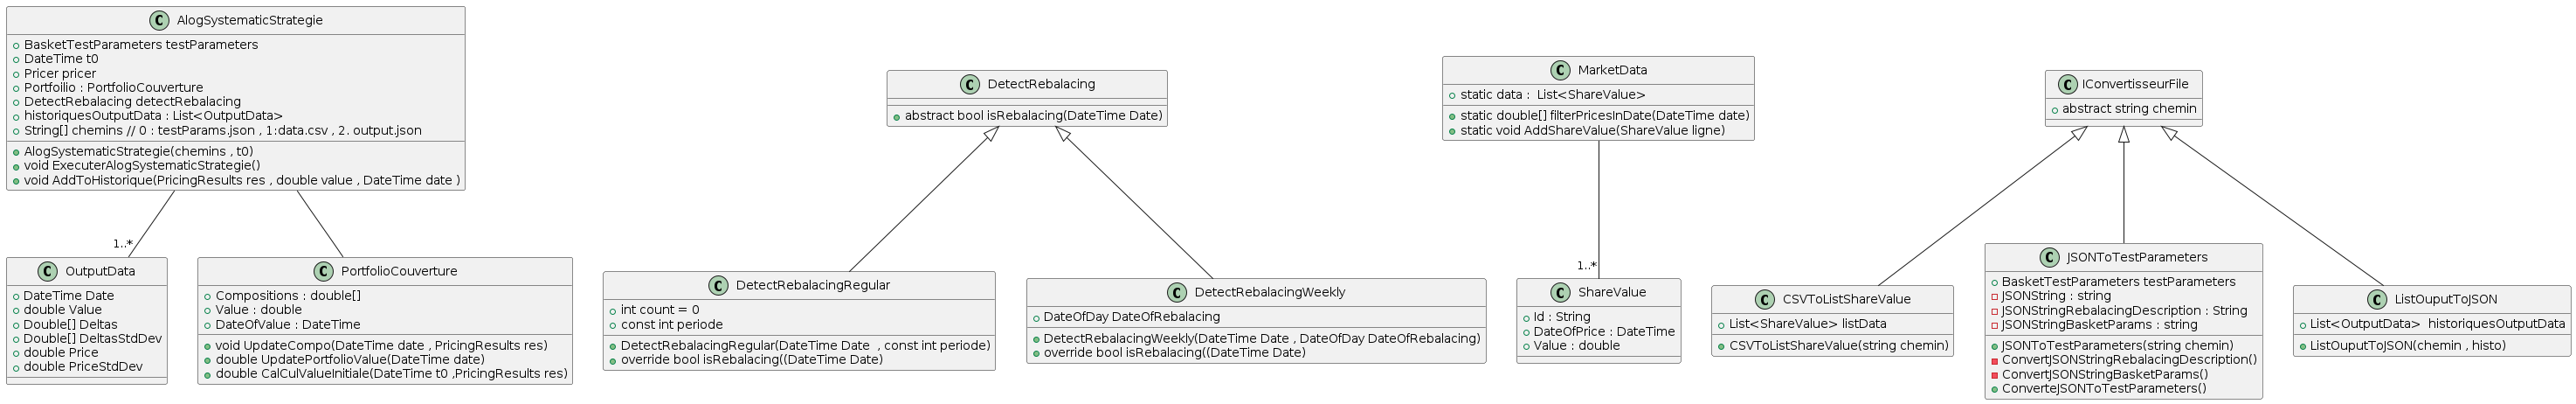 C AlogSystematicStrategie
BasketTestParameters testParameters
DateTime t0
Pricer pricer
Portfoilio : PortfolioCouverture
DetectRebalacing detectRebalacing
historiquesOutputData : List<OutputData>
String[] chemins // 0 : testParams.json , 1:data.csv , 2. output.json
AlogSystematicStrategie(chemins , t0)
void ExecuterAlogSystematicStrategie()
void AddToHistorique(PricingResults res , double value , DateTime date )
C DetectRebalacing
abstract bool isRebalacing(DateTime Date)
C MarketData
static data :  List<ShareValue>
static double[] filterPricesInDate(DateTime date)
static void AddShareValue(ShareValue ligne)
C IConvertisseurFile
abstract string chemin
1..*
1..*
C OutputData
DateTime Date
double Value
Double[] Deltas
Double[] DeltasStdDev
double Price
double PriceStdDev
C PortfolioCouverture
Compositions : double[]
Value : double
DateOfValue : DateTime
void UpdateCompo(DateTime date , PricingResults res)
double UpdatePortfolioValue(DateTime date)
double CalCulValueInitiale(DateTime t0 ,PricingResults res)
C DetectRebalacingRegular
int count = 0
const int periode
DetectRebalacingRegular(DateTime Date  , const int periode)
override bool isRebalacing((DateTime Date)
C DetectRebalacingWeekly
DateOfDay DateOfRebalacing
DetectRebalacingWeekly(DateTime Date , DateOfDay DateOfRebalacing)
override bool isRebalacing((DateTime Date)
C ShareValue
Id : String
DateOfPrice : DateTime
Value : double
C CSVToListShareValue
List<ShareValue> listData
CSVToListShareValue(string chemin)
C JSONToTestParameters
BasketTestParameters testParameters
JSONString : string
JSONStringRebalacingDescription : String
JSONStringBasketParams : string
JSONToTestParameters(string chemin)
ConvertJSONStringRebalacingDescription()
ConvertJSONStringBasketParams()
ConverteJSONToTestParameters()
C ListOuputToJSON
List<OutputData>  historiquesOutputData
ListOuputToJSON(chemin , histo)